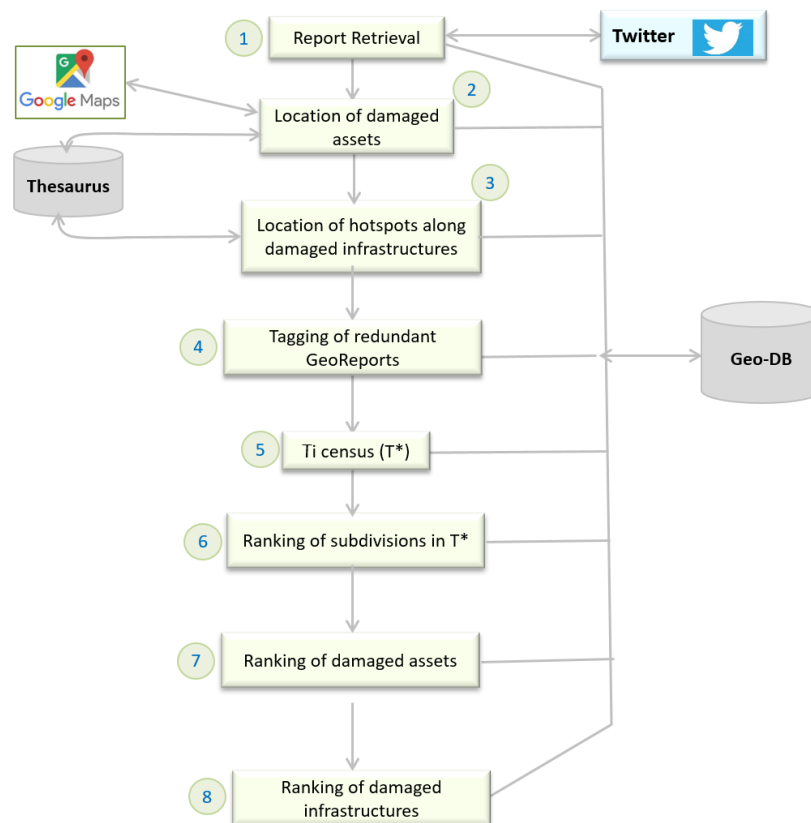 1
Report Retrieval
Twitter
G
Google Maps
2
Location of damaged
assets
Thesaurus
3
Location of hotspots along
damaged infrastructures
4
Tagging of redundant
GeoReports
Geo-DB
5
Ti census (T*)
6
Ranking of subdivisions in T*
7
Ranking of damaged assets
8
Ranking of damaged
infrastructures